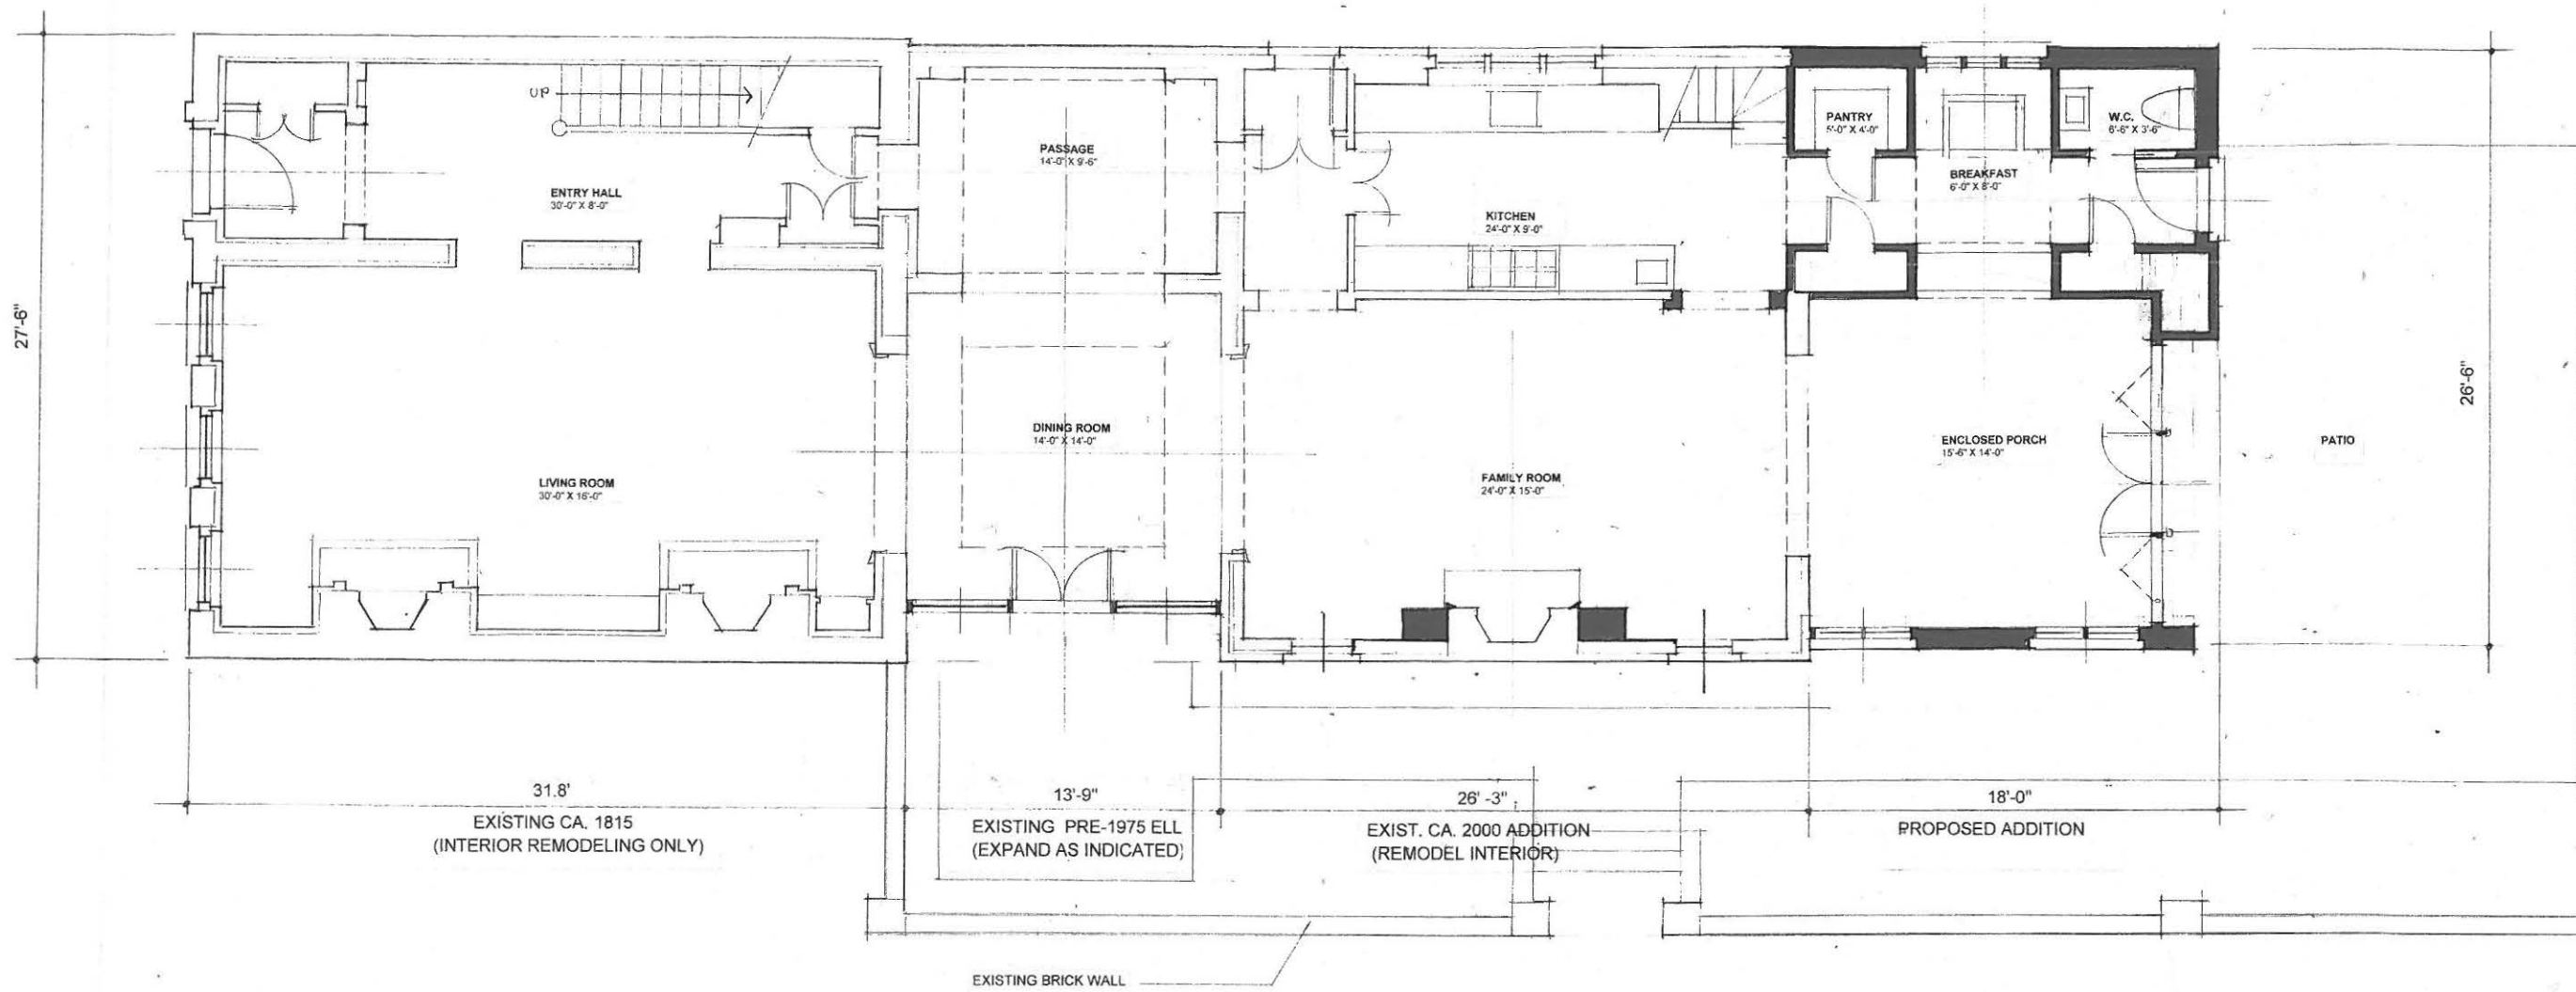 UP
PANTRY
5'-0" X 4'-0"
W.C.
6'-6" X 3'-6"
PASSAGE
14'-0" X 9'-6"
BREAKFAST
6'-0" X 8'-0"
ENTRY HALL
30'-0" X 8'-0"
KITCHEN
24'-0" X 9'-0"
27'-6"
26'-6"
DINING ROOM
14'-0" X 14'-0"
ENCLOSED PORCH
15'-6" X 14'-0"
PATIO
LIVING ROOM
30'-0" X 16'-0"
FAMILY ROOM
24'-0" X 15'-0"
31.8'
EXISTING CA. 1815
(INTERIOR REMODELING ONLY)
13'-9"
EXISTING PRE-1975 ELL
(EXPAND AS INDICATED)
26' -3"
EXIST. CA. 2000 ADDITION
(REMODEL INTERIOR)
18'-0"
PROPOSED ADDITION
EXISTING BRICK WALL